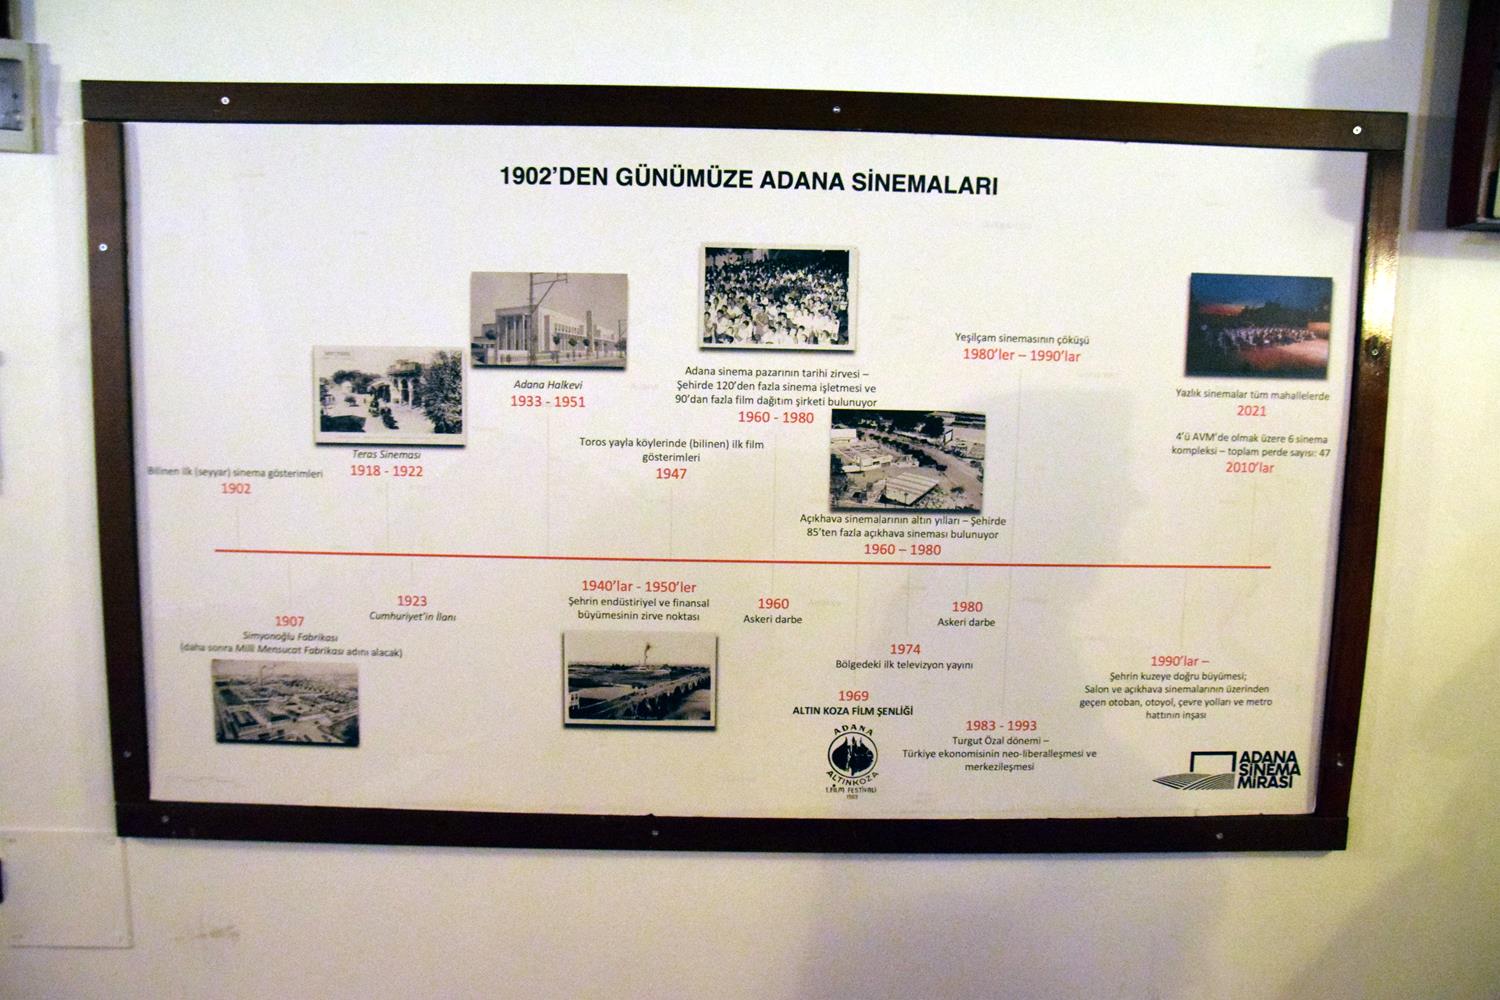 1902’DEN GÜNÜMÜZE ADANA SİNEMALARI
Bilinen ilk (seyyar) sinema gösterimleri
1902
Teras Sineması
1918 - 1922
Adana Halkevi
1933 - 1951
Toros yayla köylerinde (bilinen) ilk film
gösterimleri
1947
Adana sinema pazarının tarihi zirvesi –
Şehirde 120’den fazla sinema işletmesi ve
90’dan fazla film dağıtım şirketi bulunuyor
1960 - 1980
Açıkhava sinemalarının altın yılları – Şehirde
85’ten fazla açıkhava sineması bulunuyor
1960 – 1980
Yeşilçam sinemasının çöküşü
1980’ler – 1990’lar
Yazlık sinemalar tüm mahallelerde
2021
4’ü AVM’de olmak üzere 6 sinema
kompleksi – toplam perde sayısı: 47
2010’lar
1907
Simyonoğlu Fabrikası
(daha sonra Milli Mensucat Fabrikası adını alacak)
1923
Cumhuriyet’in İlanı
1940’lar - 1950’ler
Şehrin endüstiriyel ve finansal
büyümesinin zirve noktası
1960
Askeri darbe
1969
ALTIN KOZA FİLM ŞENLİĞİ
ADANA
ALTINKOZA
1.FİLM FESTİVALİ
1974
Bölgedeki ilk televizyon yayını
1980
Askeri darbe
1983 - 1993
Turgut Özal dönemi –
Türkiye ekonomisinin neo-liberalleşmesi ve
merkezileşmesi
1990’lar –
Şehrin kuzeye doğru büyümesi;
Salon ve açıkhava sinemalarının üzerinden
geçen otoban, otoyol, çevre yolları ve metro
hattının inşası
ADANA
SİNEMA
MİRASI